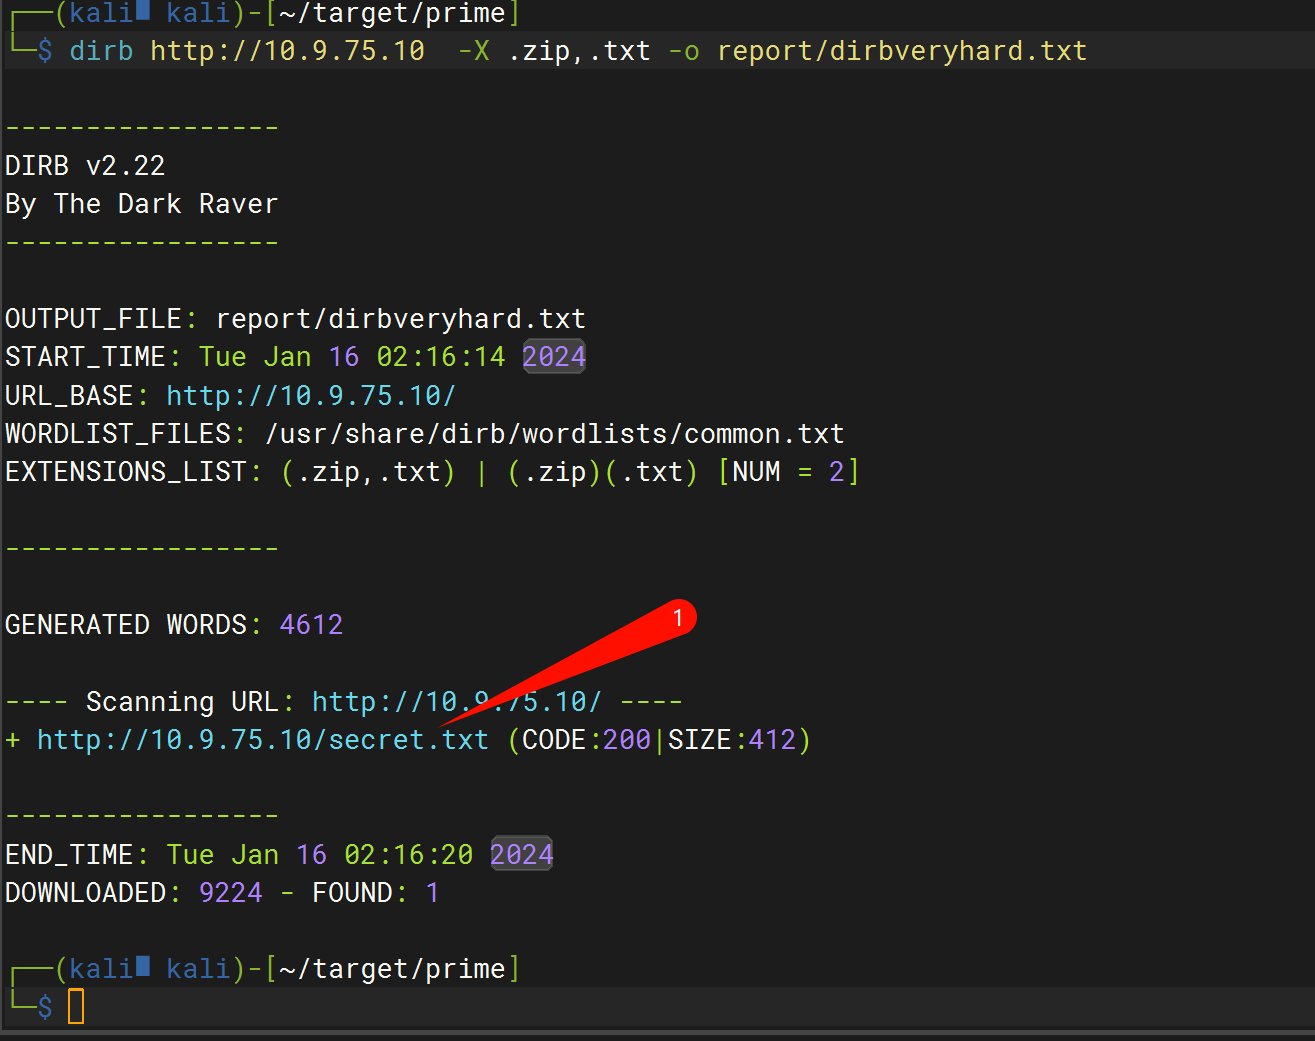 ┌──(kali kali)-[~/target/prime]
└─$ dirb http://10.9.75.10  -X .zip,.txt -o report/dirbveryhard.txt
-----------------
DIRB v2.22
By The Dark Raver
-----------------
OUTPUT_FILE: report/dirbveryhard.txt
START_TIME: Tue Jan 16 02:16:14 2024
URL_BASE: http://10.9.75.10/
WORDLIST_FILES: /usr/share/dirb/wordlists/common.txt
EXTENSIONS_LIST: (.zip,.txt) | (.zip)(.txt) [NUM = 2]
-----------------
GENERATED WORDS: 4612
1
---- Scanning URL: http://10.9.75.10/ ----
+ http://10.9.75.10/secret.txt (CODE:200|SIZE:412)
-----------------
END_TIME: Tue Jan 16 02:16:20 2024
DOWNLOADED: 9224 - FOUND: 1
┌──(kali kali)-[~/target/prime]
└─$